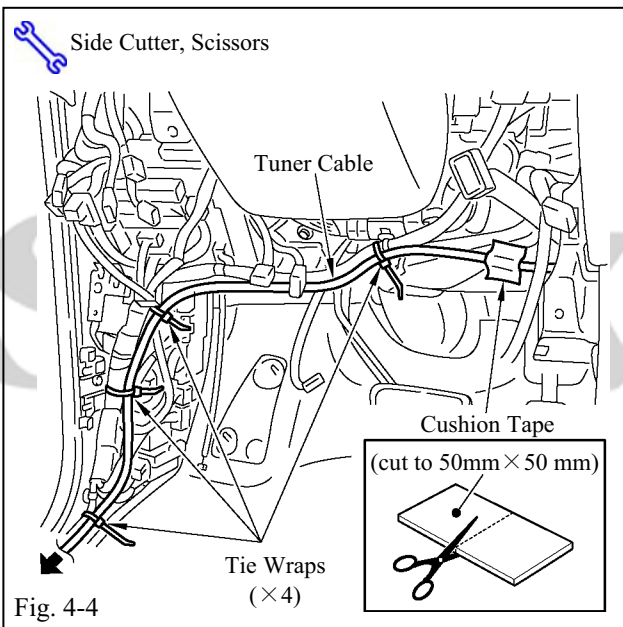 Side Cutter, Scissors
Tuner Cable
Cushion Tape
(cut to 50mm×50 mm)
Tie Wraps
(×4)
Fig. 4-4